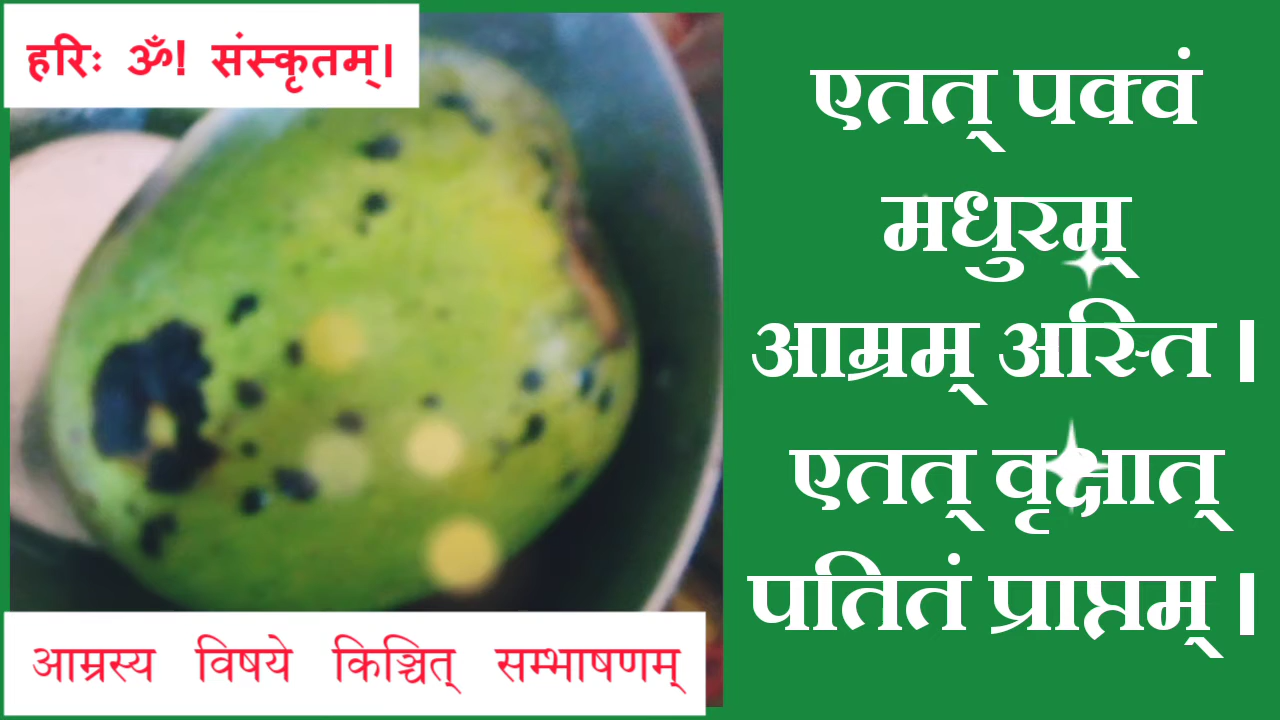 हरिः ॐ! संस्कृतम्।
एतत् पक्वं
मधुरम्
आम्रम् अस्ति ।
एतत् वृक्षात्
पतितं प्राप्तम् ।
आम्रस्य विषये किञ्चित् सम्भाषणम्